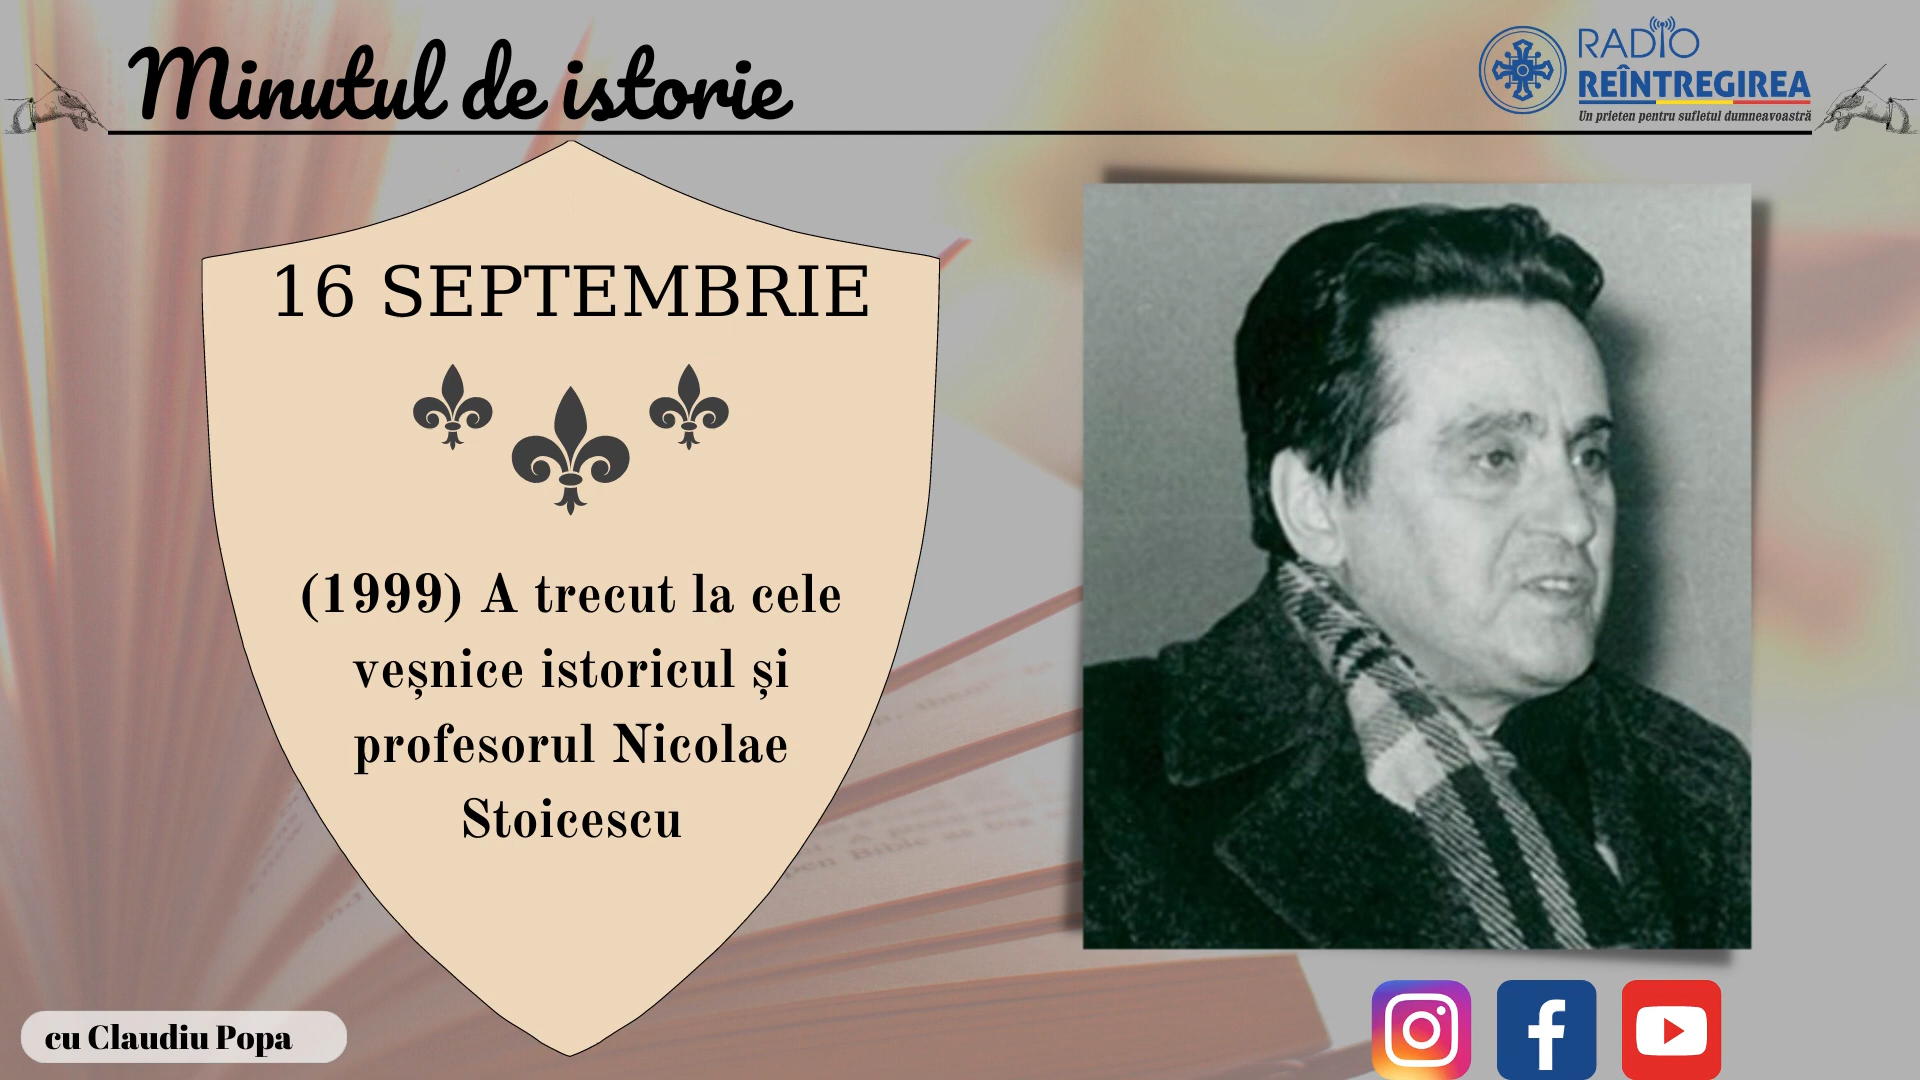 Minutul de istorie
RADIO
REÎNTREGIREA
Un prieten pentru sufletul dumneavoastră
16 SEPTEMBRIE
(1999) A trecut la cele
veșnice istoricul și
profesorul Nicolae
Stoicescu
cu Claudiu Popa